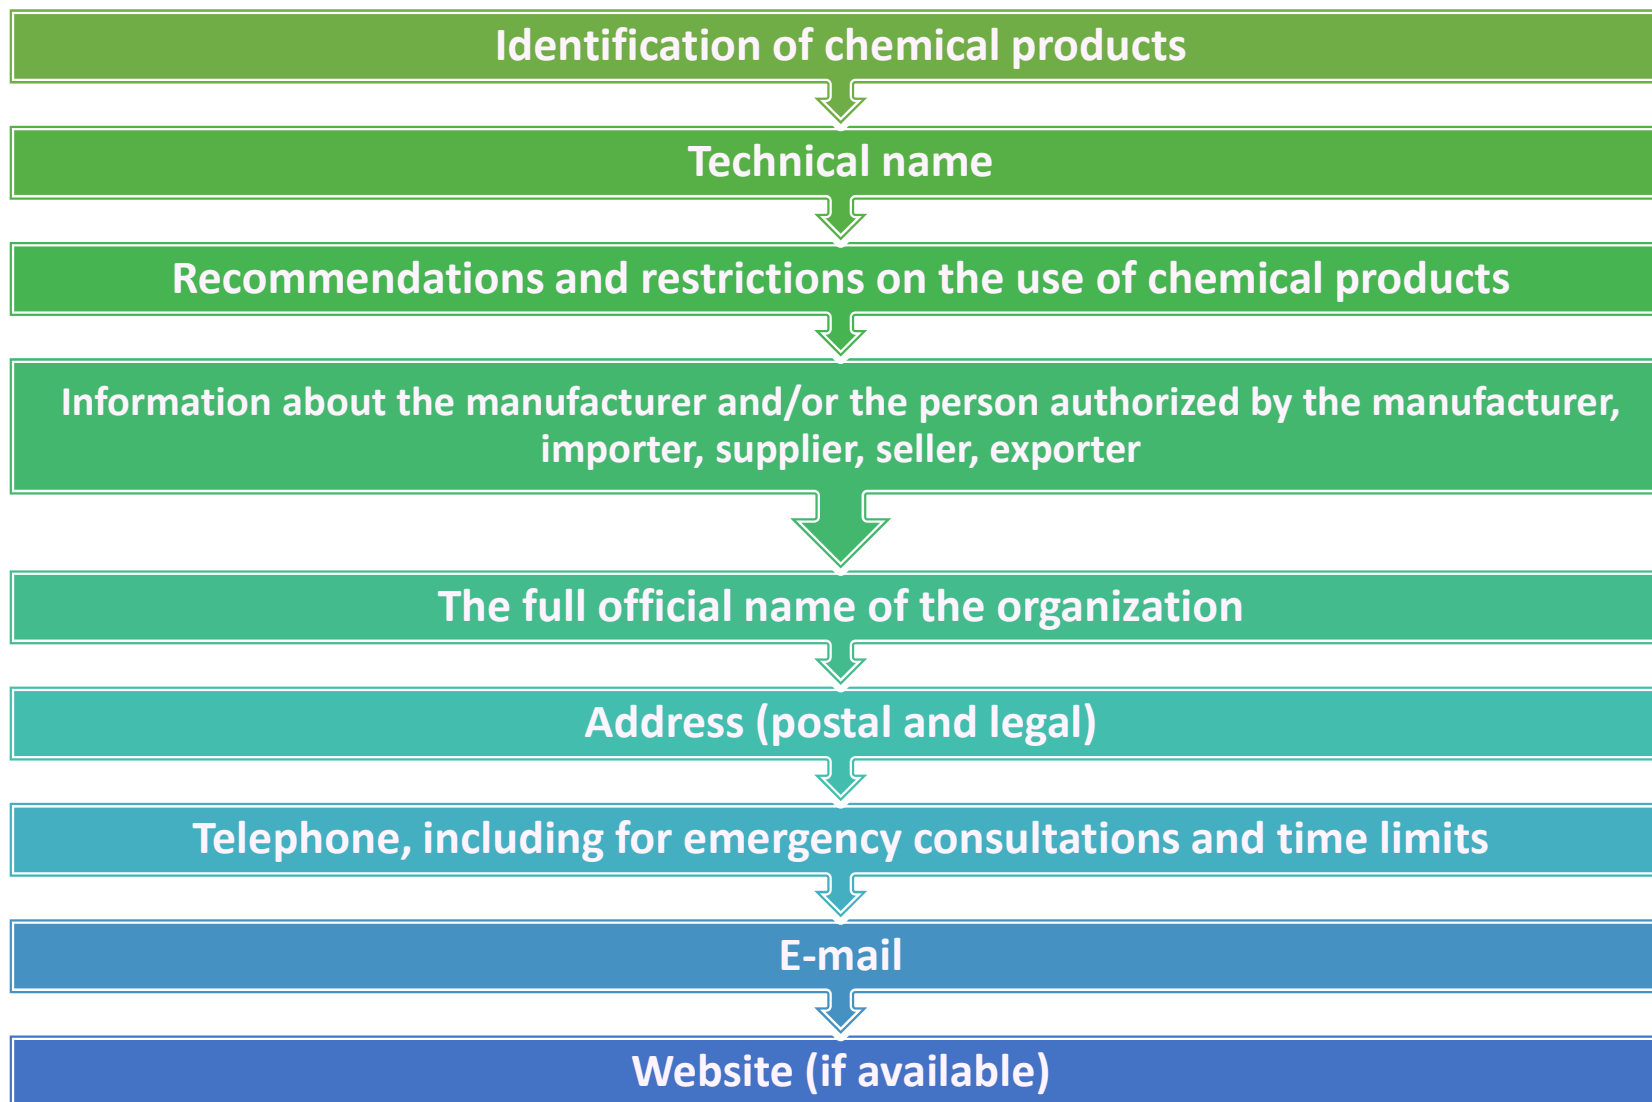 Identification of chemical products
Technical name
Recommendations and restrictions on the use of chemical products
Information about the manufacturer and/or the person authorized by the manufacturer,
importer, supplier, seller, exporter
The full official name of the organization
Address (postal and legal)
Telephone, including for emergency consultations and time limits
E-mail
Website (if available)